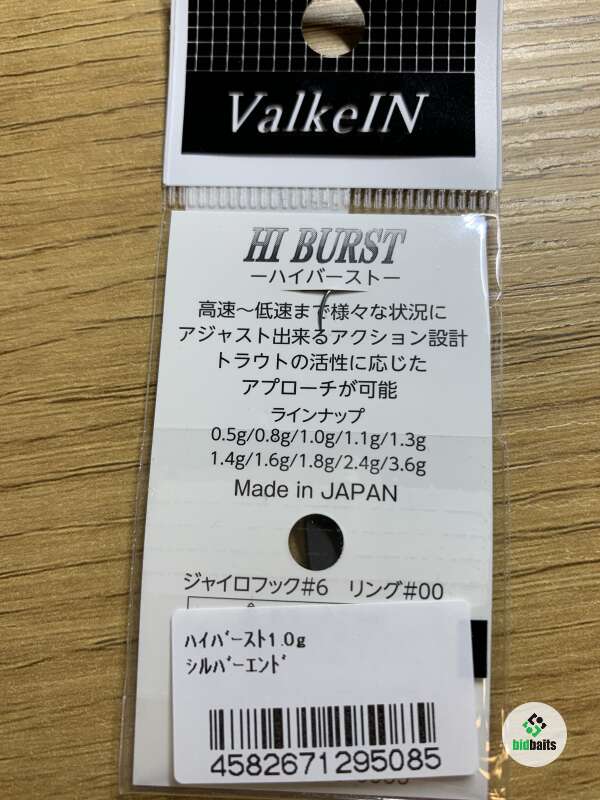 ValkeIN
HI BURST
ーハイバーストー
高速～低速まで様々な状況に
アジャスト出来るアクション設計
トラウトの活性に応じた
アプローチが可能
ラインナップ
0.5g/0.8g/1.0g/1.1g/1.3g
1.4g/1.6g/1.8g/2.4g/3.6g
Made in JAPAN
ジャイロフック#6 リング#00
ﾊｲﾊﾞｰｽﾄ1.0g
ｼﾙﾊﾞｰｴﾝﾄﾞ
4582671295085
bidbaits